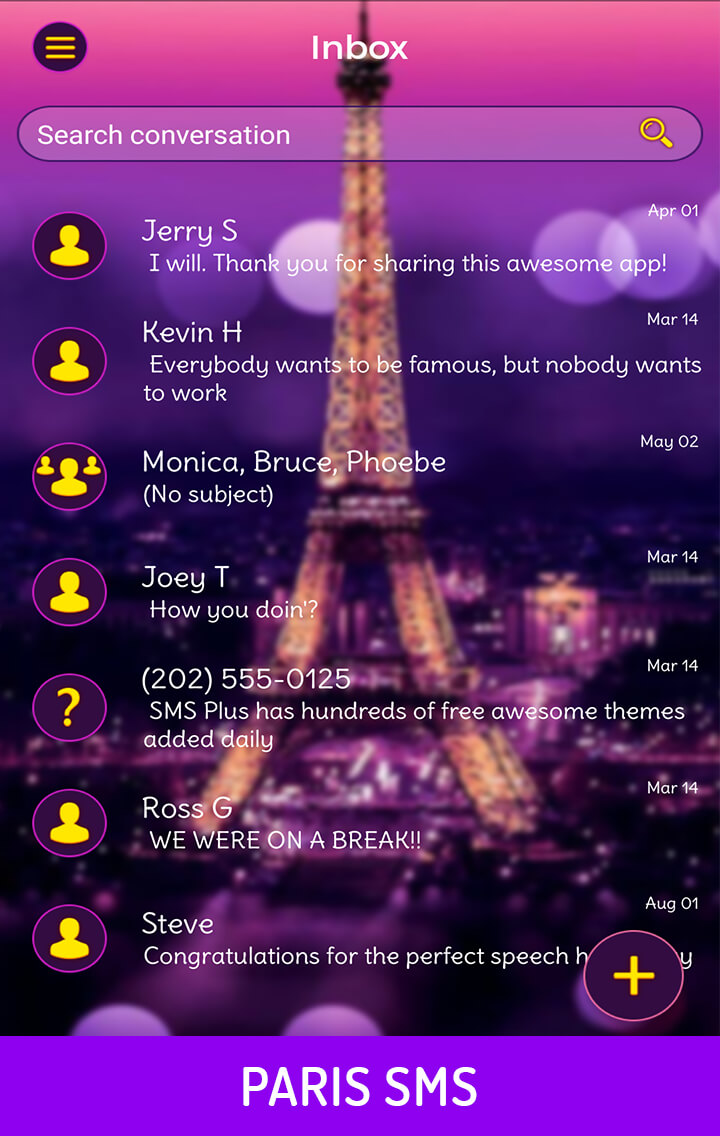 Inbox
Search conversation
Apr 01
Jerry S
I will. Thank you for sharing this awesome app!
Mar 14
Kevin H
Everybody wants to be famous, but nobody wants
to work
May 02
Monica, Bruce, Phoebe
(No subject)
Mar 14
Joey T
How you doin'?
Mar 14
(202) 555-0125
SMS Plus has hundreds of free awesome themes
added daily
Mar 14
Ross G
WE WERE ON A BREAK!!
Aug 01
Steve
Congratulations for the perfect speech
PARIS SMS